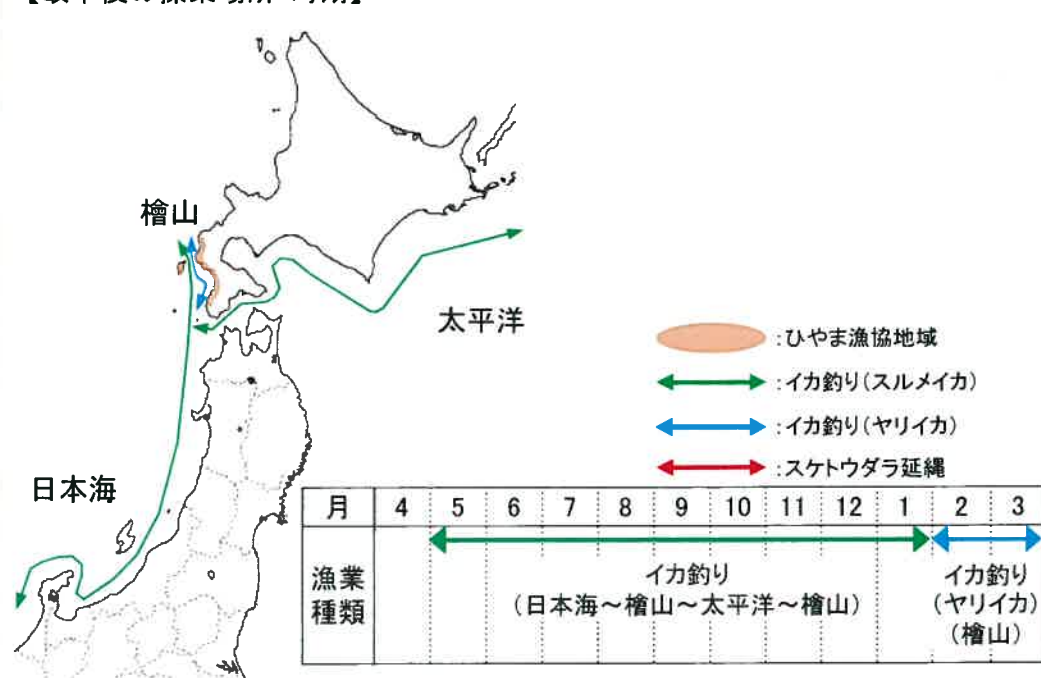 檜山
太平洋
日本海
:ひやま漁協地域
:イカ釣り(スルメイカ)
:イカ釣り(ヤリイカ)
:スケトウダラ延縄
月 4 5 6 7 8 9 10 11 12 1 2 3
漁業種類
イカ釣り
(日本海～檜山～太平洋～檜山)
イカ釣り
(ヤリイカ)
(檜山)